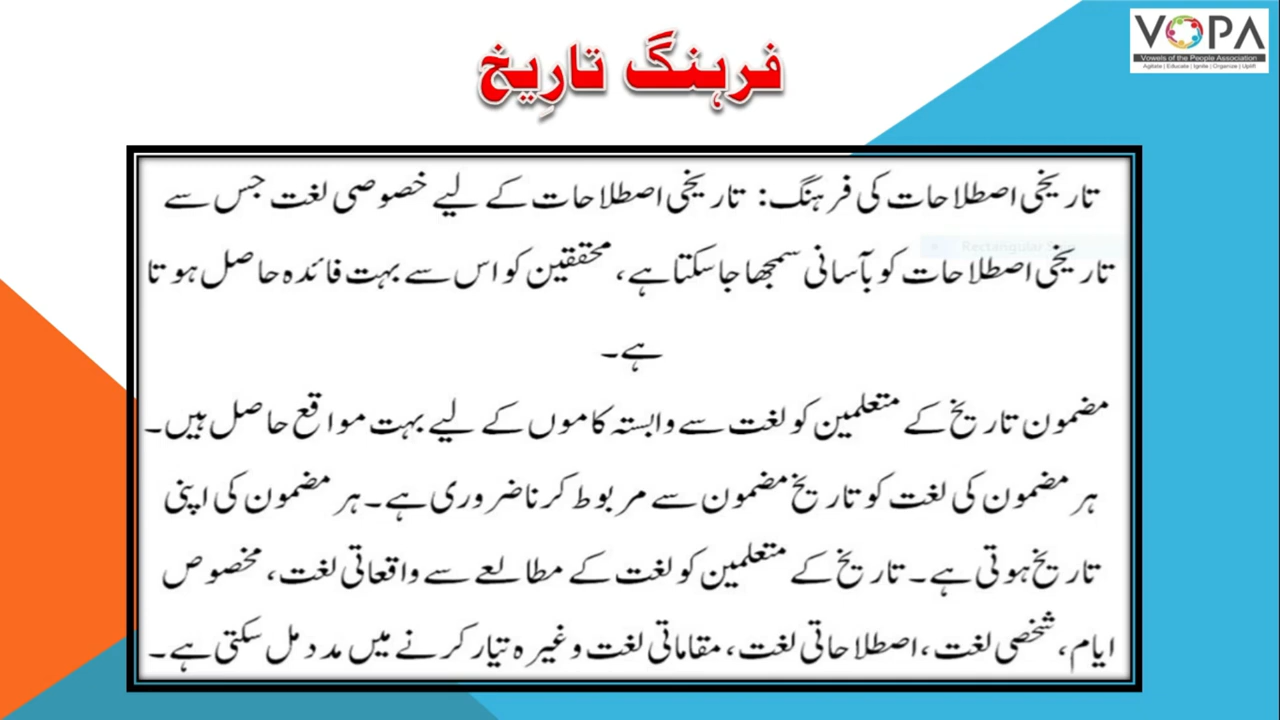 VOPA
Vowels of the People Association
Agitate | Educate | Ignite | Organize | Uplift
فرہنگ تارِیخ
تاریخی اصطلاحات کی فرہنگ: تاریخی اصطلاحات کے لیے خصوصی لغت جس سے
تاریخی اصطلاحات کو بآسانی سمجھا جاسکتا ہے، محققین کو اس سے بہت فائدہ حاصل ہوتا
ہے۔
مضمون تاریخ کے متعلمین کو لغت سے وابستہ کاموں کے لیے بہت مواقع حاصل ہیں۔
ہر مضمون کی لغت کو تاریخ مضمون سے مربوط کرنا ضروری ہے۔ ہر مضمون کی اپنی
تاریخ ہوتی ہے۔ تاریخ کے متعلمین کو لغت کے مطالعے سے واقعاتی لغت، مخصوص
ایام، شخصی لغت، اصطلاحاتی لغت، مقاماتی لغت وغیرہ تیار کرنے میں مدد مل سکتی ہے۔